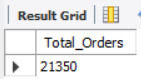 Result Grid
Total_Orders
21350